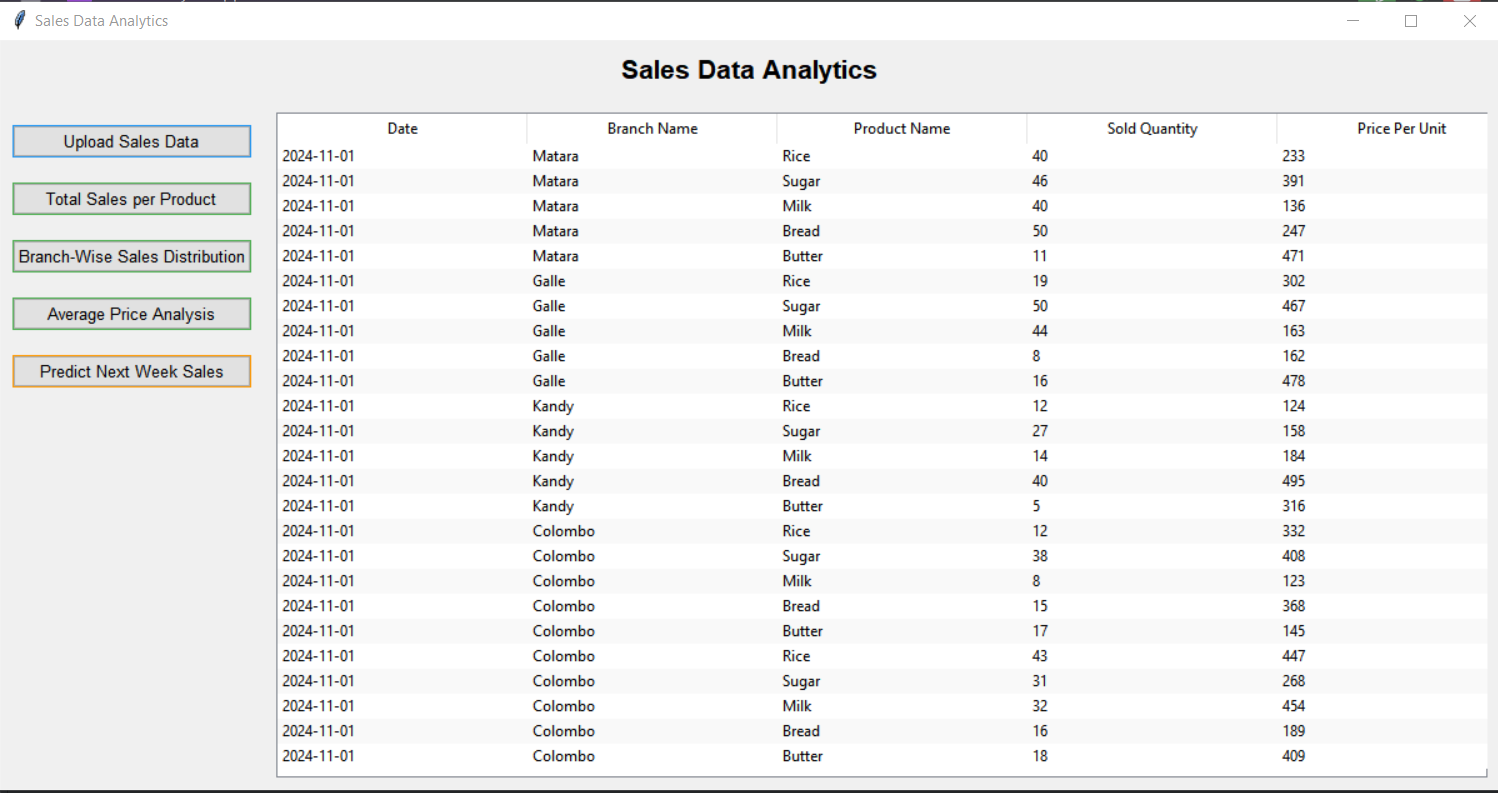 Sales Data Analytics
Sales Data Analytics
Upload Sales Data
Total Sales per Product
Branch-Wise Sales Distribution
Average Price Analysis
Predict Next Week Sales
Date Branch Name Product Name Sold Quantity Price Per Unit
2024-11-01 Matara Rice 40 233
2024-11-01 Matara Sugar 46 391
2024-11-01 Matara Milk 40 136
2024-11-01 Matara Bread 50 247
2024-11-01 Matara Butter 11 471
2024-11-01 Galle Rice 19 302
2024-11-01 Galle Sugar 50 467
2024-11-01 Galle Milk 44 163
2024-11-01 Galle Bread 8 162
2024-11-01 Galle Butter 16 478
2024-11-01 Kandy Rice 12 124
2024-11-01 Kandy Sugar 27 158
2024-11-01 Kandy Milk 14 184
2024-11-01 Kandy Bread 40 495
2024-11-01 Kandy Butter 5 316
2024-11-01 Colombo Rice 12 332
2024-11-01 Colombo Sugar 38 408
2024-11-01 Colombo Milk 8 123
2024-11-01 Colombo Bread 15 368
2024-11-01 Colombo Butter 17 145
2024-11-01 Colombo Rice 43 447
2024-11-01 Colombo Sugar 31 268
2024-11-01 Colombo Milk 32 454
2024-11-01 Colombo Bread 16 189
2024-11-01 Colombo Butter 18 409